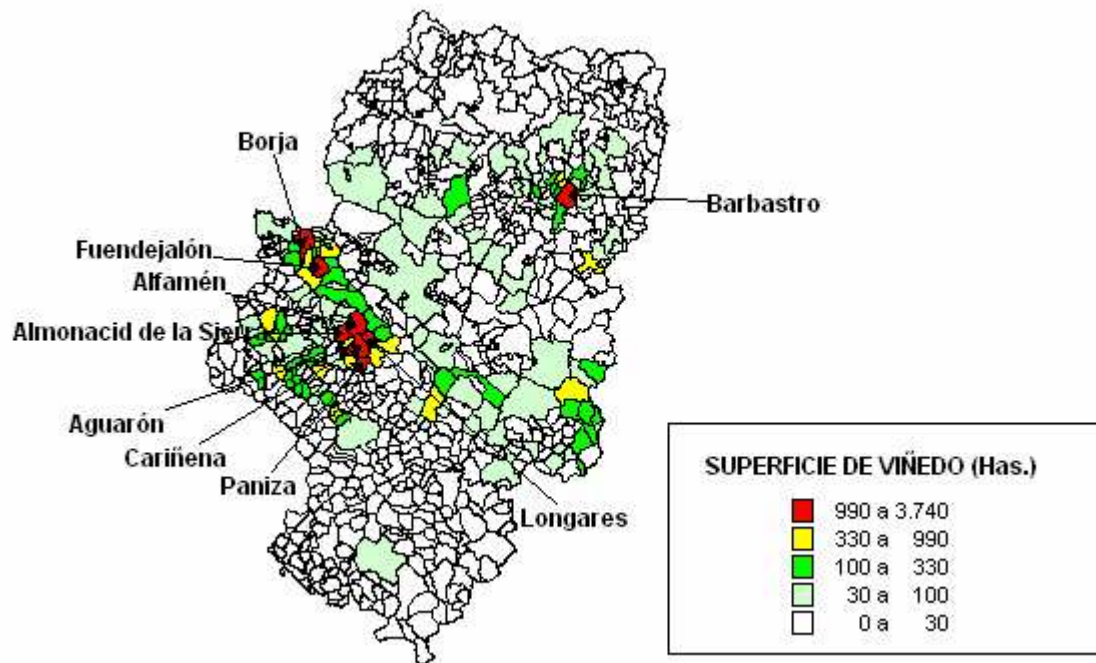 Borja
Barbastro
Fuendejalón
Alfamén
Almonacid de la Sierra
Aguarón
Cariñena
Paniza
Longares
SUPERFICIE DE VIÑEDO (Has.)
990 a 3.740
330 a 990
100 a 330
30 a 100
0 a 30